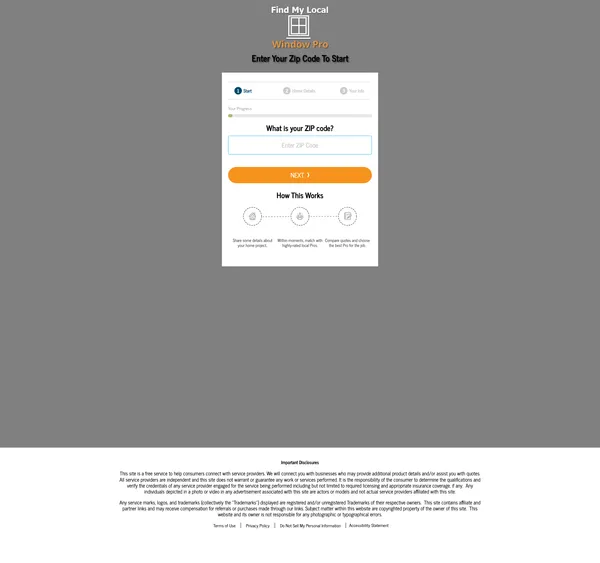 Find My Local
Window Pro
Enter Your Zip Code To Start
1 Start
2 Home Details
3 Your Info
Your Progress
What is your ZIP code?
Enter ZIP Code
NEXT ❯
How This Works
Share some details about
your home project.
Within moments, match with
highly-rated local Pros.
Compare quotes and choose
the best Pro for the job.
Important Disclosures
This site is a free service to help consumers connect with service providers. We will connect you with businesses who may provide additional product details and/or assist you with quotes.
All service providers are independent and this site does not warrant or guarantee any work or services performed. It is the responsibility of the consumer to determine the qualifications and
verify the credentials of any service provider engaged for the service being performed including but not limited to required licensing and appropriate insurance coverage, if any. Any
individuals depicted in a photo or video in any advertisement associated with this site are actors or models and not actual service providers affiliated with this site.
Any service marks, logos, and trademarks (collectively the "Trademarks") displayed are registered and/or unregistered Trademarks of their respective owners. This site contains affiliate and
partner links and may receive compensation for referrals or purchases made through our links. Subject matter within this website are copyrighted property of the owner of this site. This
website and its owner is not responsible for any photographic or typographical errors.
Terms of Use | Privacy Policy | Do Not Sell My Personal Information | Accessibility Statement